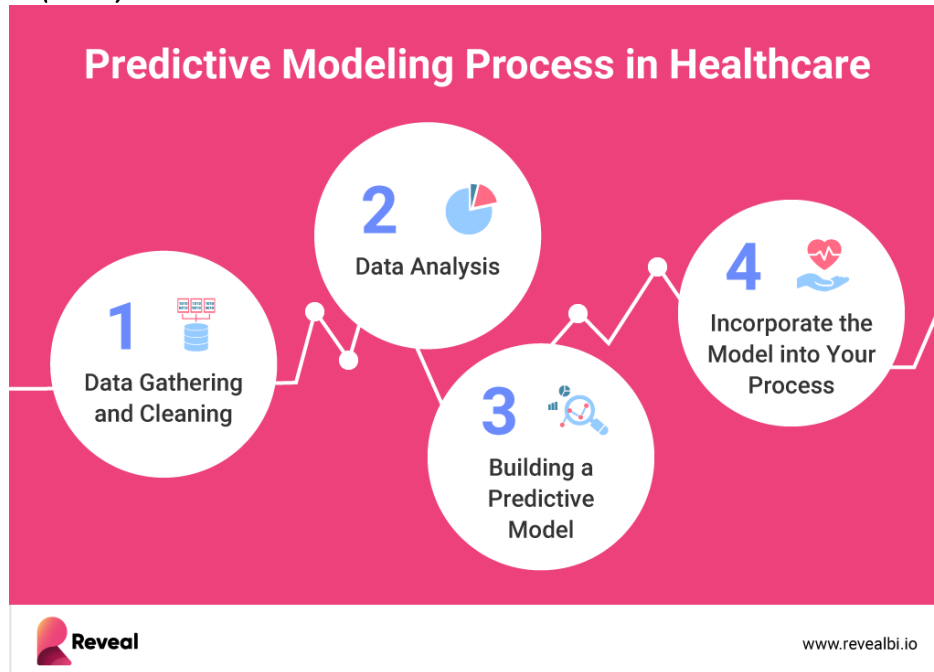 Predictive Modeling Process in Healthcare
1
Data Gathering
and Cleaning
2
Data Analysis
3
Building a
Predictive
Model
4
Incorporate the
Model into Your
Process
Reveal
www.revealbi.io